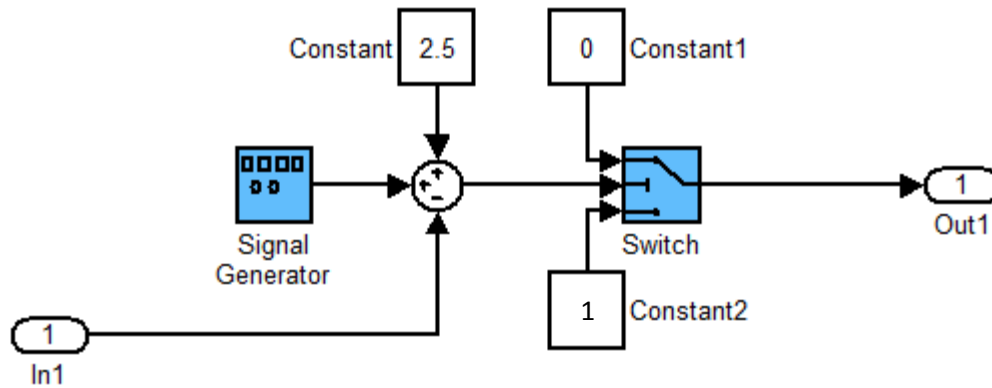 Constant
2.5
0
Constant1
Signal
Generator
Switch
1
Out1
1
Constant2
1
In1